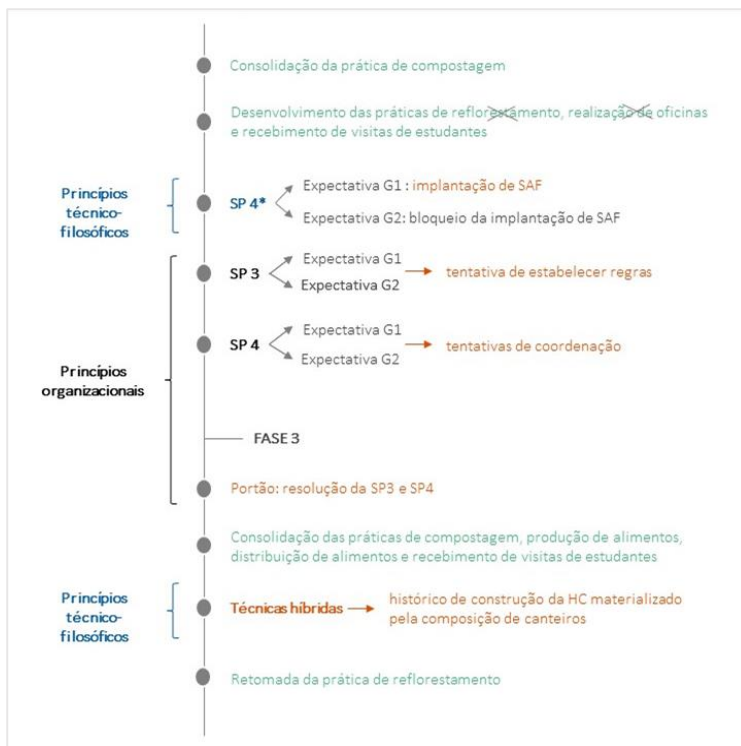 Consolidação da prática de compostagem
Desenvolvimento das práticas de reflorestamento, realização de oficinas
e recebimento de visitas de estudantes
Princípios
técnico-
filosóficos
SP 4*
Expectativa G1 : implantação de SAF
Expectativa G2: bloqueio da implantação de SAF
SP 3
Expectativa G1
Expectativa G2
tentativa de estabelecer regras
SP 4
Expectativa G1
Expectativa G2
tentativas de coordenação
Princípios
organizacionais
FASE 3
Portão: resolução da SP3 e SP4
Consolidação das práticas de compostagem, produção de alimentos,
distribuição de alimentos e recebimento de visitas de estudantes
Princípios
técnico-
filosóficos
Técnicas híbridas
histórico de construção da HC materializado
pela composição de canteiros
Retomada da prática de reflorestamento